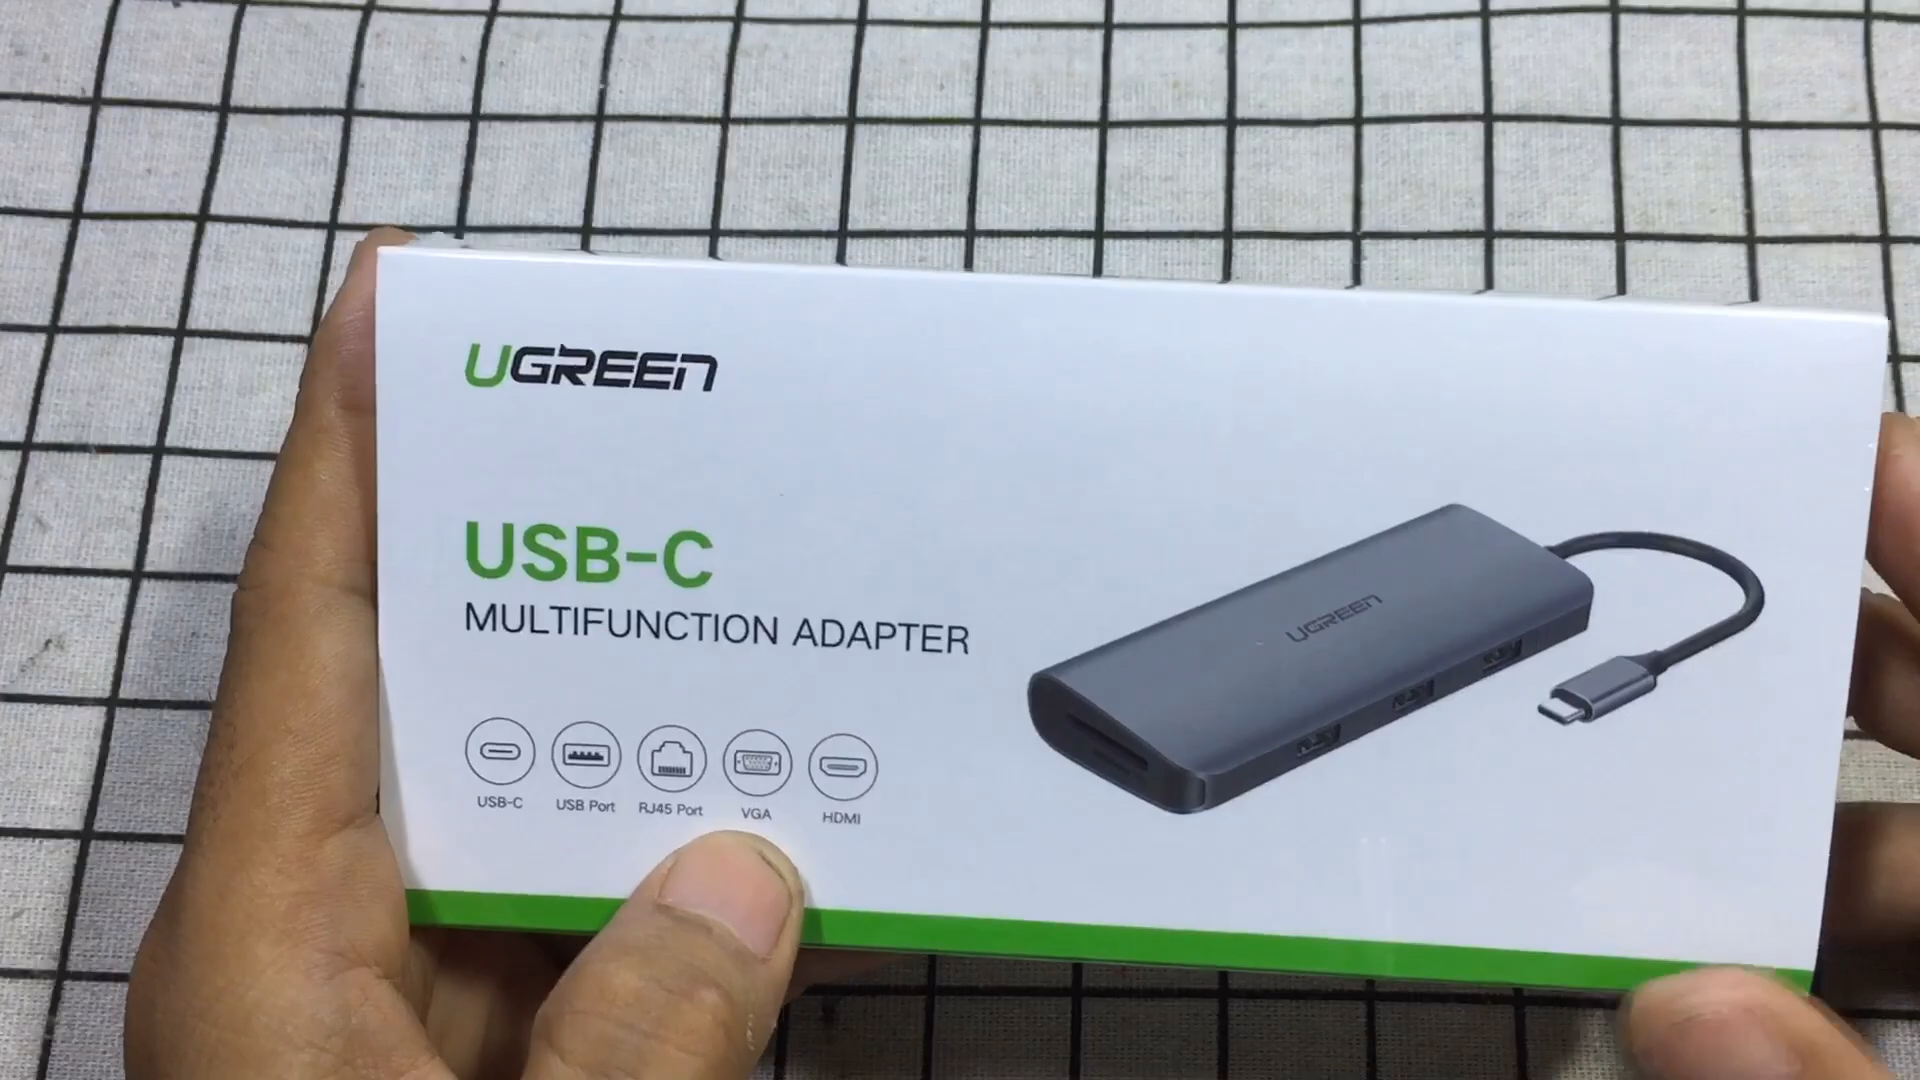 UGREEN
USB-C
MULTIFUNCTION ADAPTER
UGREEN
USB-C USB Port RJ45 Port VGA HDMI